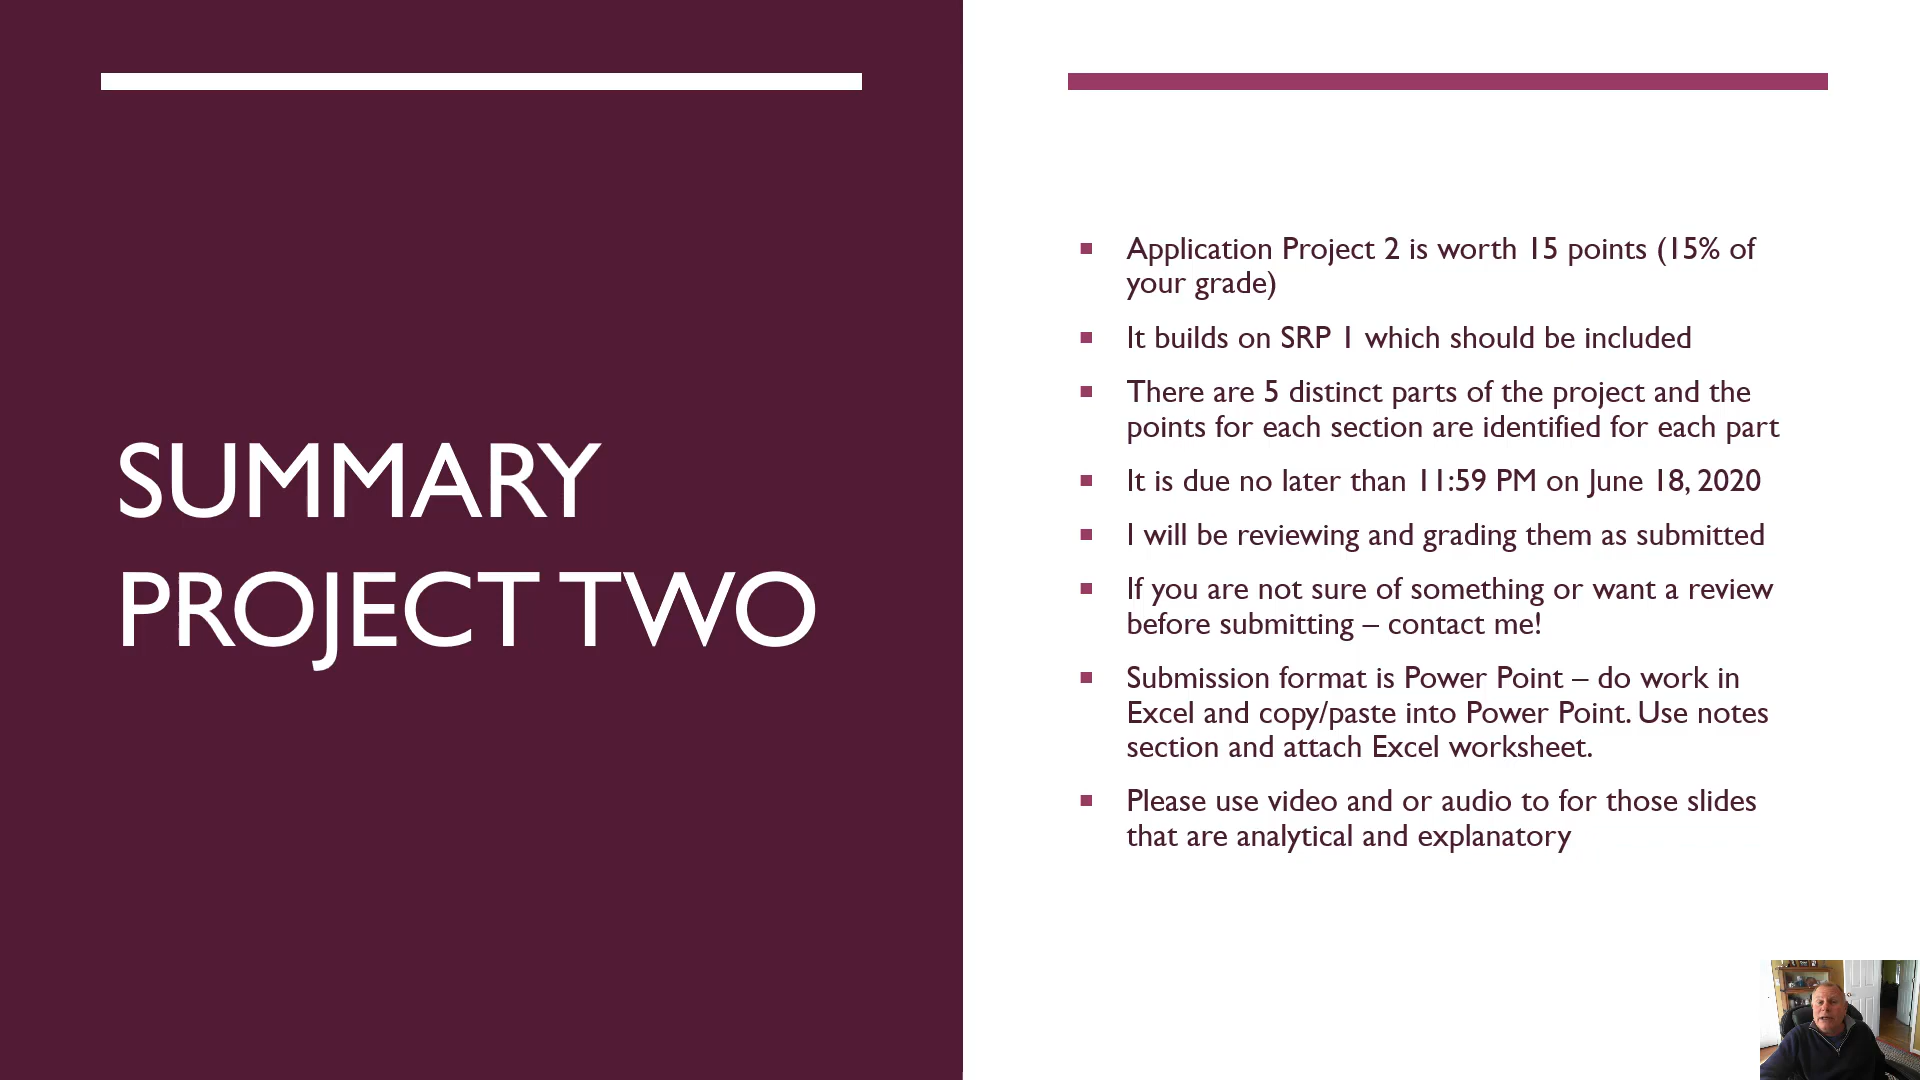 SUMMARY
PROJECT TWO
▪ Application Project 2 is worth 15 points (15% of
your grade)
▪ It builds on SRP 1 which should be included
▪ There are 5 distinct parts of the project and the
points for each section are identified for each part
▪ It is due no later than 11:59 PM on June 18, 2020
▪ I will be reviewing and grading them as submitted
▪ If you are not sure of something or want a review
before submitting – contact me!
▪ Submission format is Power Point – do work in
Excel and copy/paste into Power Point. Use notes
section and attach Excel worksheet.
▪ Please use video and or audio to for those slides
that are analytical and explanatory